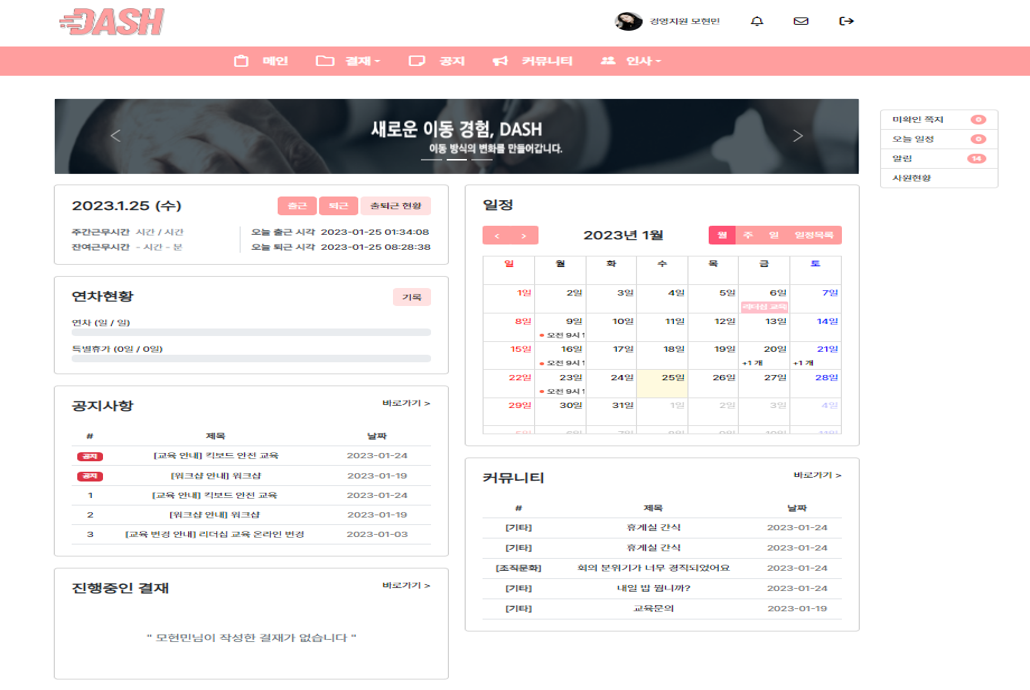 DASH
경영지원 모현민
메인 결재 공지 커뮤니티 인사
새로운 이동 경험, DASH
이동 방식의 변화를 만들어갑니다.
미확인 쪽지 0
오늘 일정 0
알림 14
사원현황
2023.1.25 (수) 출근 퇴근 출퇴근 현황
주간근무시간 시간 / 시간 오늘 출근 시각 2023-01-25 01:34:08
잔여근무시간 - 시간 - 분 오늘 퇴근 시각 2023-01-25 08:28:38
연차현황 기록
연차 (일 / 일)
특별휴가 (0일 / 0일)
공지사항 바로가기 >
# 제목 날짜
공지 [교육 안내] 킥보드 안전 교육 2023-01-24
공지 [워크샵 안내] 워크샵 2023-01-19
1 [교육 안내] 킥보드 안전 교육 2023-01-24
2 [워크샵 안내] 워크샵 2023-01-19
3 [교육 변경 안내] 리더십 교육 온라인 변경 2023-01-03
진행중인 결재 바로가기 >
" 모현민님이 작성한 결재가 없습니다 "
일정
< > 2023년 1월 월 주 일 일정목록
일 월 화 수 목 금 토
1일 2일 3일 4일 5일 6일 7일
리더십 교육
8일 9일 10일 11일 12일 13일 14일
오전 9시
15일 16일 17일 18일 19일 20일 21일
오전 9시 +1 개 +1 개
22일 23일 24일 25일 26일 27일 28일
오전 9시
29일 30일 31일 1일 2일 3일 4일
5일 6일 7일 8일 9일 10일 11일
커뮤니티 바로가기 >
# 제목 날짜
[기타] 휴게실 간식 2023-01-24
[기타] 휴게실 간식 2023-01-24
[조직문화] 회의 분위기가 너무 경직되었어요 2023-01-24
[기타] 내일 밥 뭡니까? 2023-01-24
[기타] 교육문의 2023-01-19